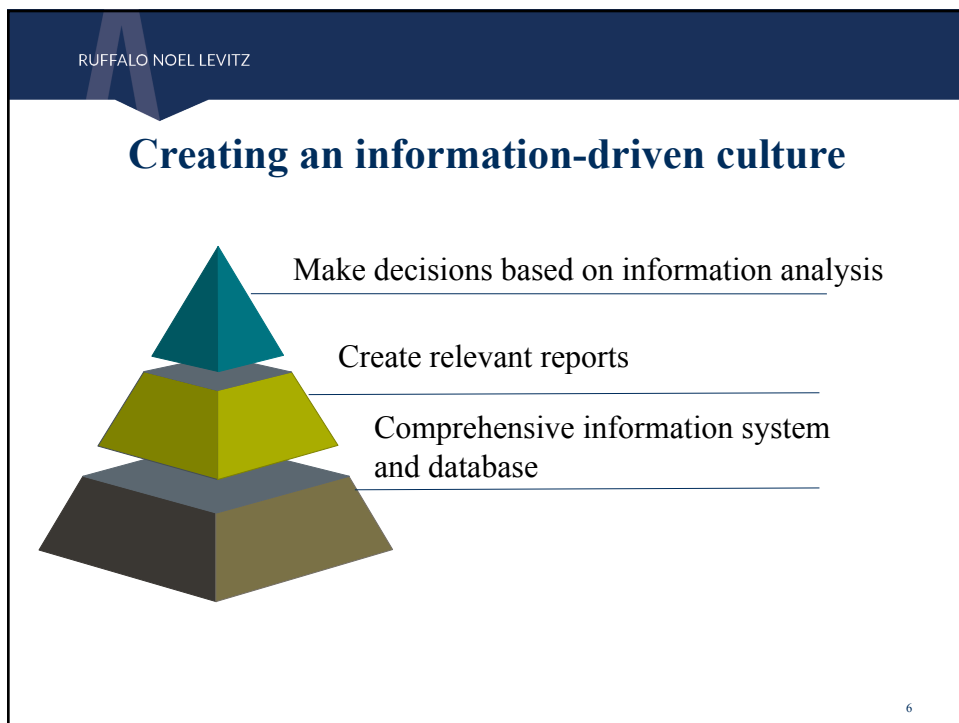 RUFFALO NOEL LEVITZ
Creating an information-driven culture
Make decisions based on information analysis
Create relevant reports
Comprehensive information system
and database
6